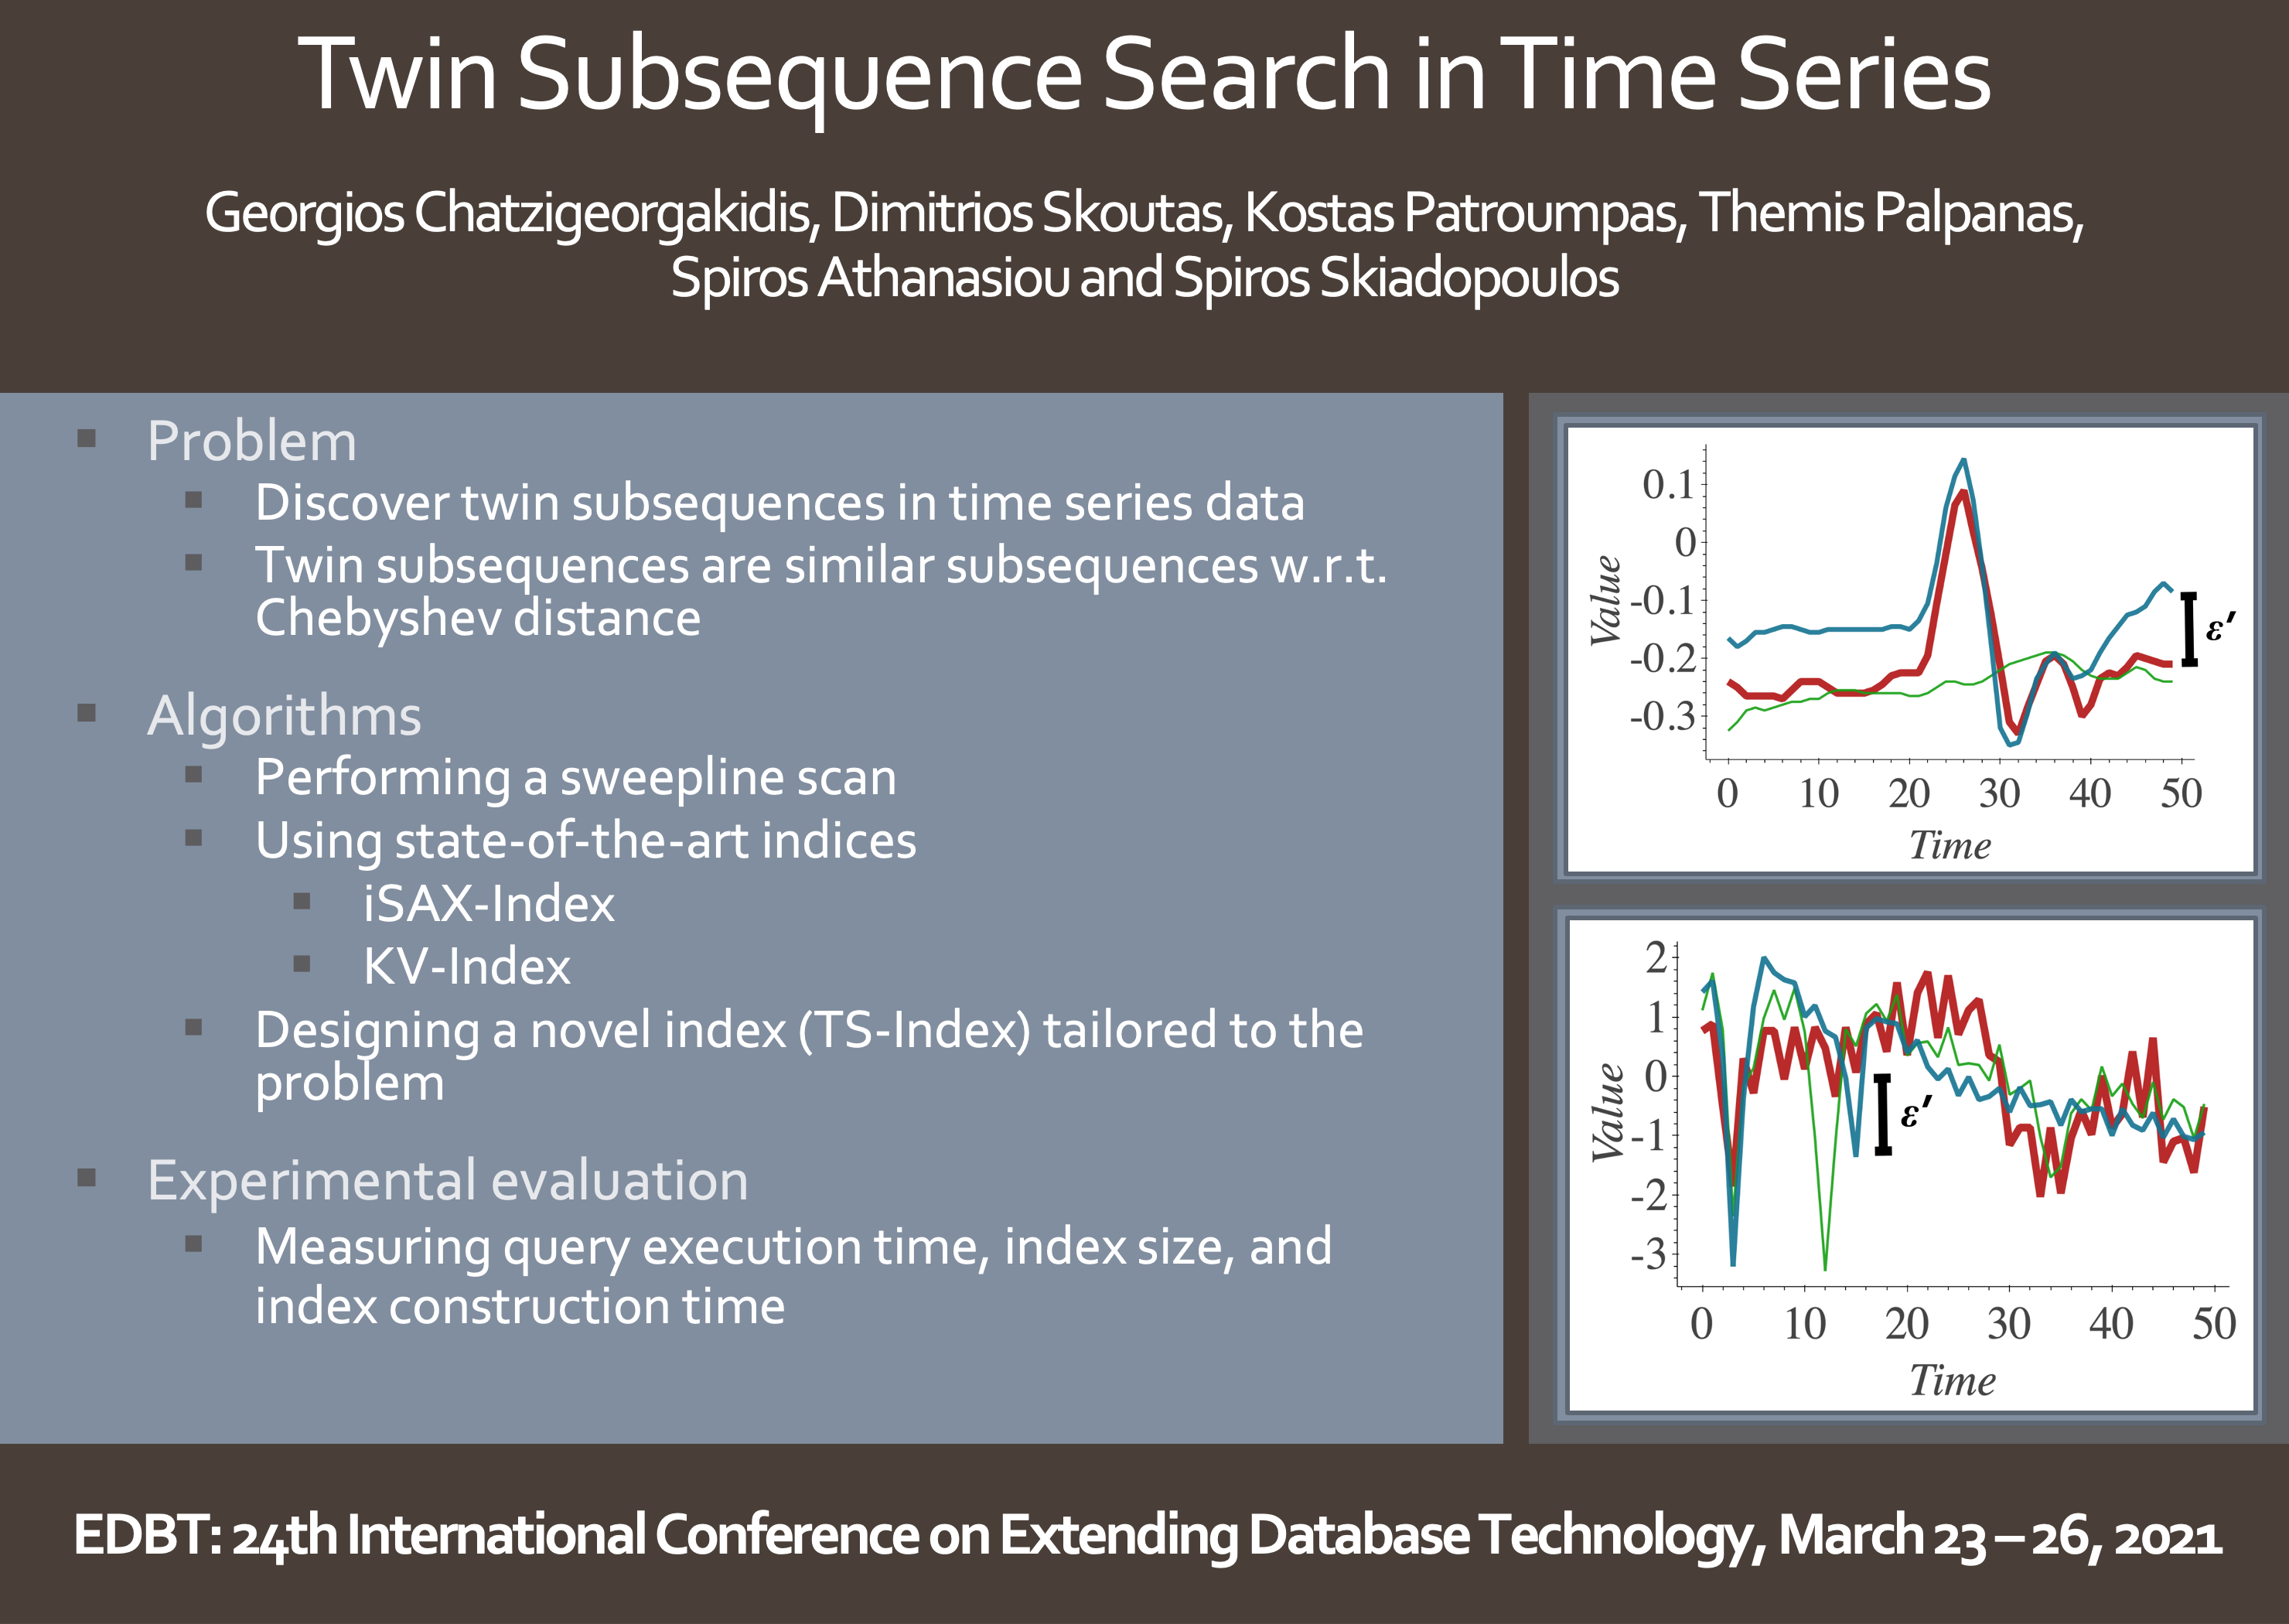 Twin Subsequence Search in Time Series
Georgios Chatzigeorgakidis, Dimitrios Skoutas, Kostas Patroumpas, Themis Palpanas,
Spiros Athanasiou and Spiros Skiadopoulos
Problem
Discover twin subsequences in time series data
Twin subsequences are similar subsequences w.r.t.
Chebyshev distance
Algorithms
Performing a sweepline scan
Using state-of-the-art indices
iSAX-Index
KV-Index
Designing a novel index (TS-Index) tailored to the
problem
Experimental evaluation
Measuring query execution time, index size, and
index construction time
0.1
0
-0.1
-0.2
-0.3
Value
ε′
0 10 20 30 40 50
Time
2
1
0
-1
-2
-3
Value
ε′
0 10 20 30 40 50
Time
EDBT: 24th International Conference on Extending Database Technology, March 23 – 26, 2021